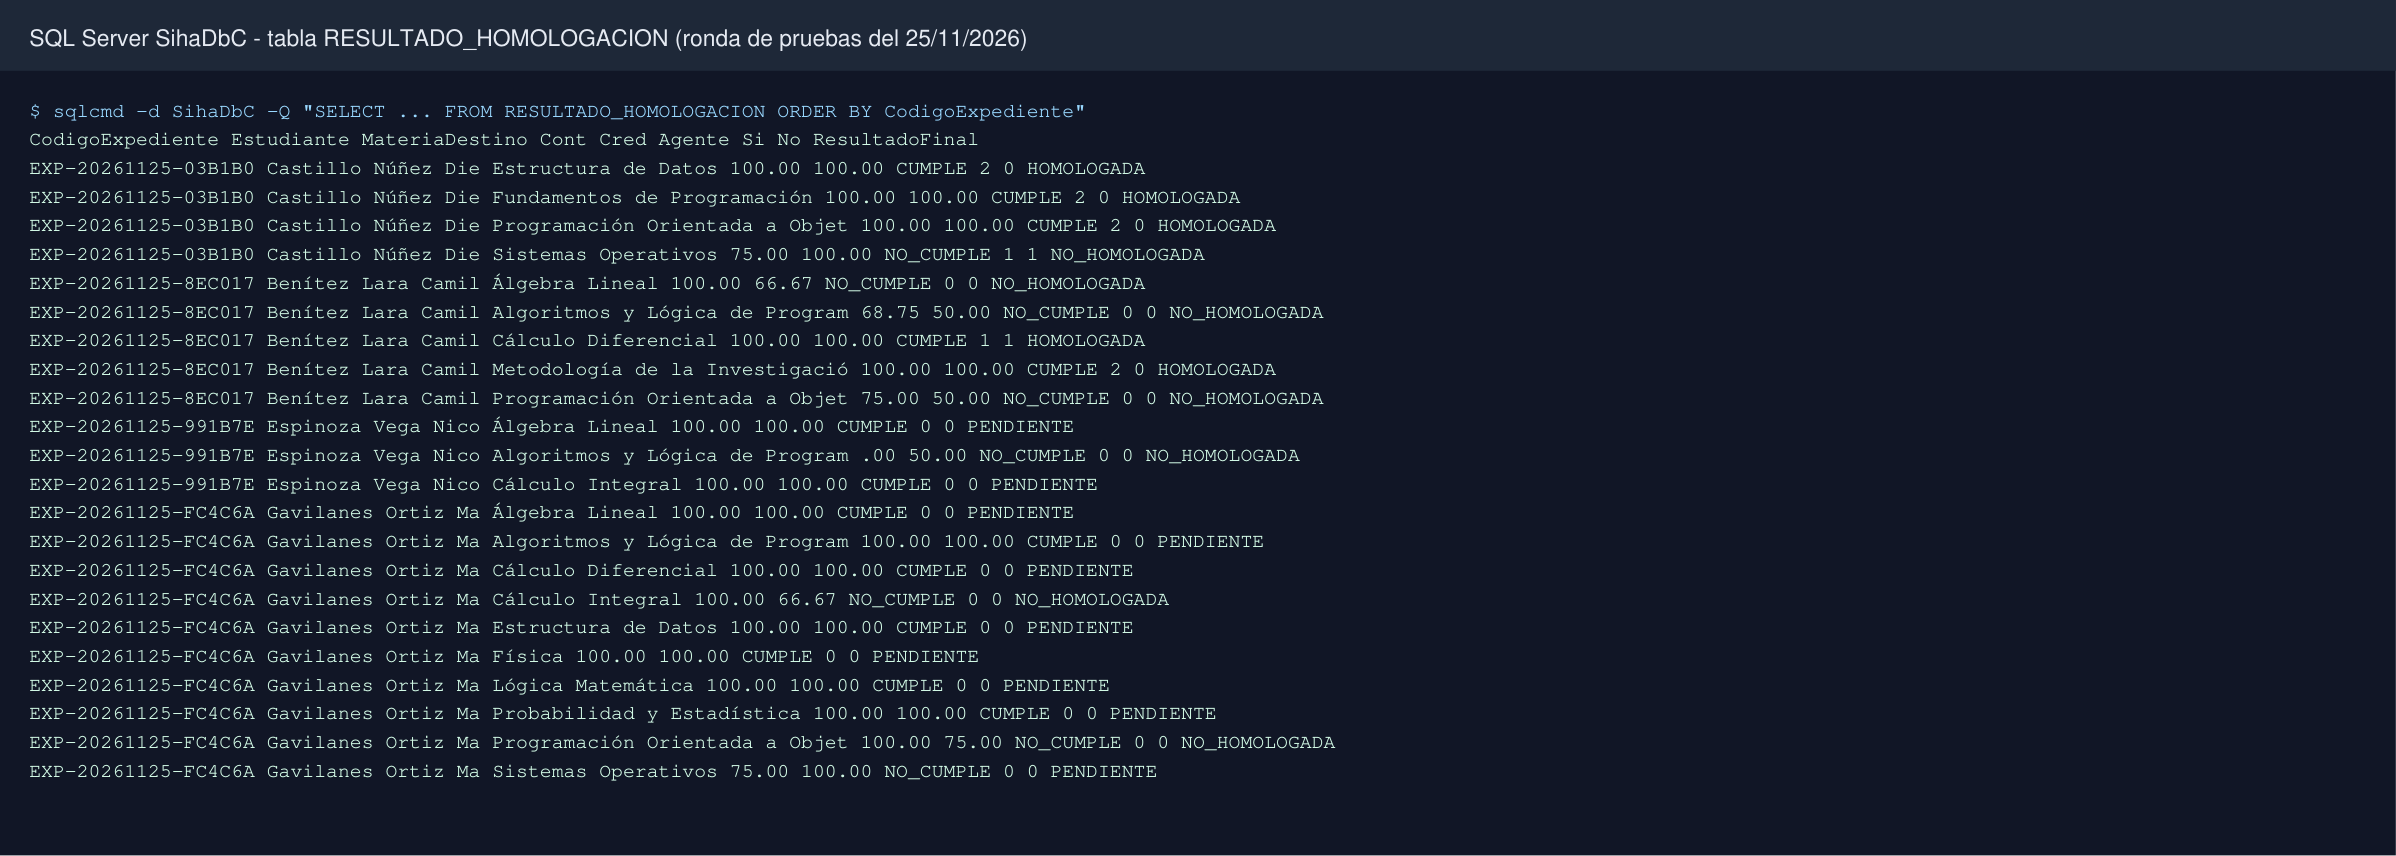 SQL Server SihaDbC - tabla RESULTADO_HOMOLOGACION (ronda de pruebas del 25/11/2026)
$ sqlcmd -d SihaDbC -Q "SELECT ... FROM RESULTADO_HOMOLOGACION ORDER BY CodigoExpediente"
CodigoExpediente Estudiante MateriaDestino Cont Cred Agente Si No ResultadoFinal
EXP-20261125-03B1B0 Castillo Núñez Die Estructura de Datos 100.00 100.00 CUMPLE 2 0 HOMOLOGADA
EXP-20261125-03B1B0 Castillo Núñez Die Fundamentos de Programación 100.00 100.00 CUMPLE 2 0 HOMOLOGADA
EXP-20261125-03B1B0 Castillo Núñez Die Programación Orientada a Objet 100.00 100.00 CUMPLE 2 0 HOMOLOGADA
EXP-20261125-03B1B0 Castillo Núñez Die Sistemas Operativos 75.00 100.00 NO_CUMPLE 1 1 NO_HOMOLOGADA
EXP-20261125-8EC017 Benítez Lara Camil Álgebra Lineal 100.00 66.67 NO_CUMPLE 0 0 NO_HOMOLOGADA
EXP-20261125-8EC017 Benítez Lara Camil Algoritmos y Lógica de Program 68.75 50.00 NO_CUMPLE 0 0 NO_HOMOLOGADA
EXP-20261125-8EC017 Benítez Lara Camil Cálculo Diferencial 100.00 100.00 CUMPLE 1 1 HOMOLOGADA
EXP-20261125-8EC017 Benítez Lara Camil Metodología de la Investigació 100.00 100.00 CUMPLE 2 0 HOMOLOGADA
EXP-20261125-8EC017 Benítez Lara Camil Programación Orientada a Objet 75.00 50.00 NO_CUMPLE 0 0 NO_HOMOLOGADA
EXP-20261125-991B7E Espinoza Vega Nico Álgebra Lineal 100.00 100.00 CUMPLE 0 0 PENDIENTE
EXP-20261125-991B7E Espinoza Vega Nico Algoritmos y Lógica de Program .00 50.00 NO_CUMPLE 0 0 NO_HOMOLOGADA
EXP-20261125-991B7E Espinoza Vega Nico Cálculo Integral 100.00 100.00 CUMPLE 0 0 PENDIENTE
EXP-20261125-FC4C6A Gavilanes Ortiz Ma Álgebra Lineal 100.00 100.00 CUMPLE 0 0 PENDIENTE
EXP-20261125-FC4C6A Gavilanes Ortiz Ma Algoritmos y Lógica de Program 100.00 100.00 CUMPLE 0 0 PENDIENTE
EXP-20261125-FC4C6A Gavilanes Ortiz Ma Cálculo Diferencial 100.00 100.00 CUMPLE 0 0 PENDIENTE
EXP-20261125-FC4C6A Gavilanes Ortiz Ma Cálculo Integral 100.00 66.67 NO_CUMPLE 0 0 NO_HOMOLOGADA
EXP-20261125-FC4C6A Gavilanes Ortiz Ma Estructura de Datos 100.00 100.00 CUMPLE 0 0 PENDIENTE
EXP-20261125-FC4C6A Gavilanes Ortiz Ma Física 100.00 100.00 CUMPLE 0 0 PENDIENTE
EXP-20261125-FC4C6A Gavilanes Ortiz Ma Lógica Matemática 100.00 100.00 CUMPLE 0 0 PENDIENTE
EXP-20261125-FC4C6A Gavilanes Ortiz Ma Probabilidad y Estadística 100.00 100.00 CUMPLE 0 0 PENDIENTE
EXP-20261125-FC4C6A Gavilanes Ortiz Ma Programación Orientada a Objet 100.00 75.00 NO_CUMPLE 0 0 NO_HOMOLOGADA
EXP-20261125-FC4C6A Gavilanes Ortiz Ma Sistemas Operativos 75.00 100.00 NO_CUMPLE 0 0 PENDIENTE